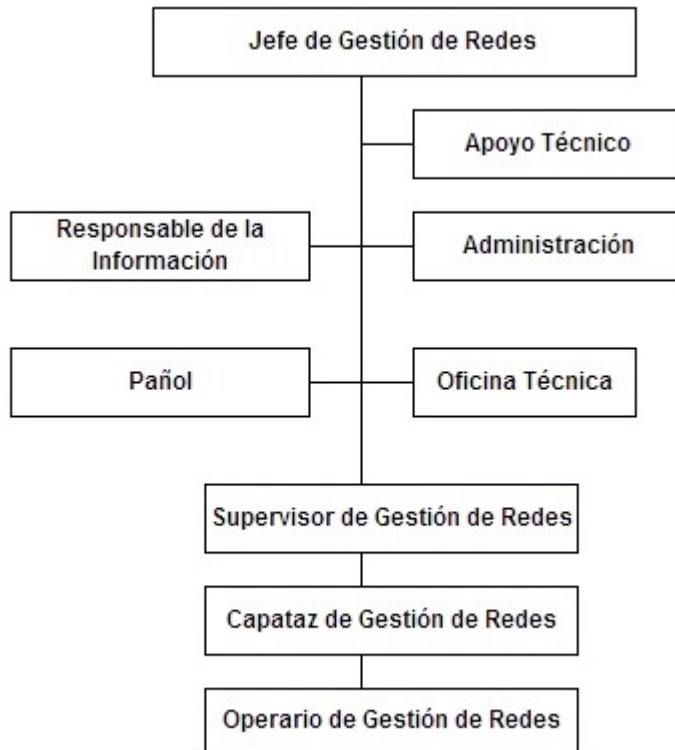 Jefe de Gestión de Redes
Apoyo Técnico
Responsable de la
Información
Administración
Pañol
Oficina Técnica
Supervisor de Gestión de Redes
Capataz de Gestión de Redes
Operario de Gestión de Redes